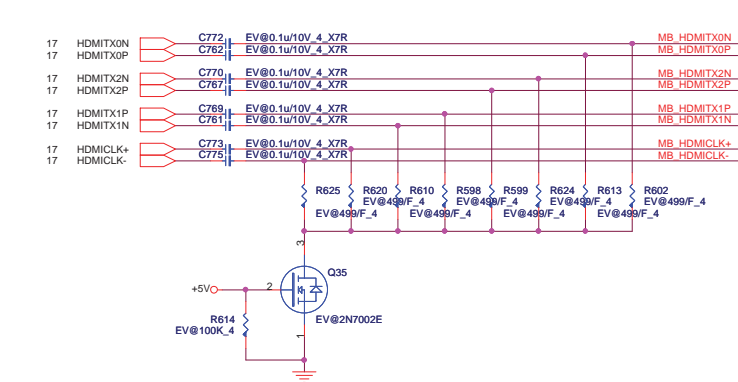 17 HDMITX0N C772 EV@0.1u/10V_4_X7R MB_HDMITX0N
17 HDMITX0P C762 EV@0.1u/10V_4_X7R MB_HDMITX0P
17 HDMITX2N C770 EV@0.1u/10V_4_X7R MB_HDMITX2N
17 HDMITX2P C767 EV@0.1u/10V_4_X7R MB_HDMITX2P
17 HDMITX1P C769 EV@0.1u/10V_4_X7R MB_HDMITX1P
17 HDMITX1N C761 EV@0.1u/10V_4_X7R MB_HDMITX1N
17 HDMICLK+ C773 EV@0.1u/10V_4_X7R MB_HDMICLK+
17 HDMICLK- C775 EV@0.1u/10V_4_X7R MB_HDMICLK-
R625 R620 R610 R598 R599 R624 R613 R602
EV@499/F_4 EV@499/F_4 EV@499/F_4 EV@499/F_4
EV@499/F_4 EV@499/F_4 EV@499/F_4 EV@499/F_4
3
Q35
+5V 2
R614 EV@2N7002E
EV@100K_4
1